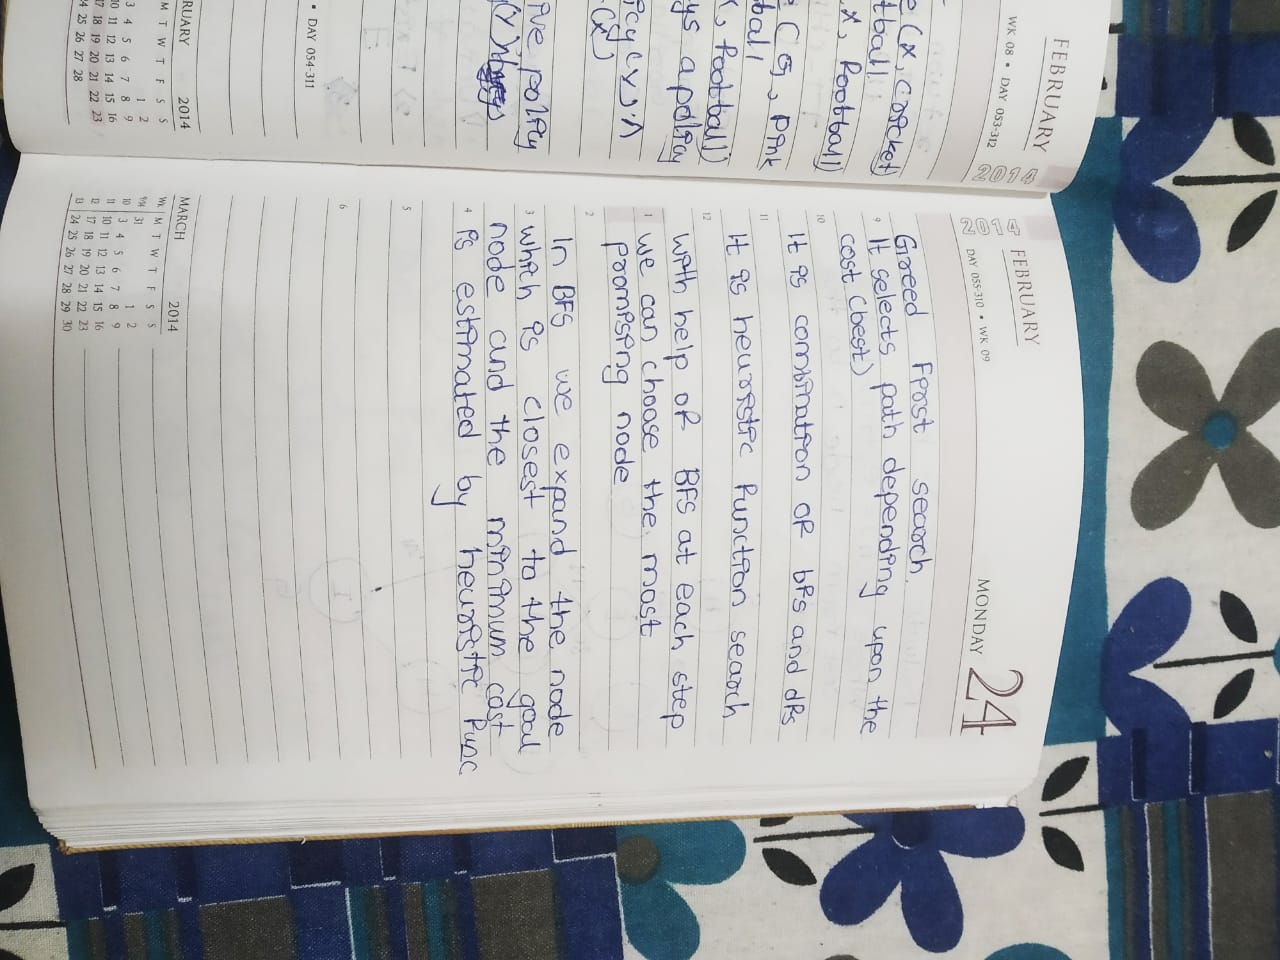 FEBRUARY
WK 08 • DAY 053-312
2014
e (x, cricket)
tball
x, football)
e ( G, pink
ball
x, football)
ys a policy
icy (y) ∧
(x)
ive policy
(y)
• DAY 054-311
RUARY 2014
M T W T F S S
1 2
3 4 5 6 7 8 9
10 11 12 13 14 15 16
17 18 19 20 21 22 23
24 25 26 27 28
2014
FEBRUARY
DAY 055-310 • WK 09
MONDAY 24
Greed First search.
9 It selects path depending upon the
cost (best)
10
It is combination of bfs and dfs
11
It is heuristic function search
12
with help of BFS at each step
1 we can choose the most
promising node
2
In BFS we expand the node
3 which is closest to the goal
node and the minimum cost
4 is estimated by heuristic func
5
6
MARCH 2014
WK M T W T F S S
9/14 31 1 2
10 3 4 5 6 7 8 9
11 10 11 12 13 14 15 16
12 17 18 19 20 21 22 23
13 24 25 26 27 28 29 30